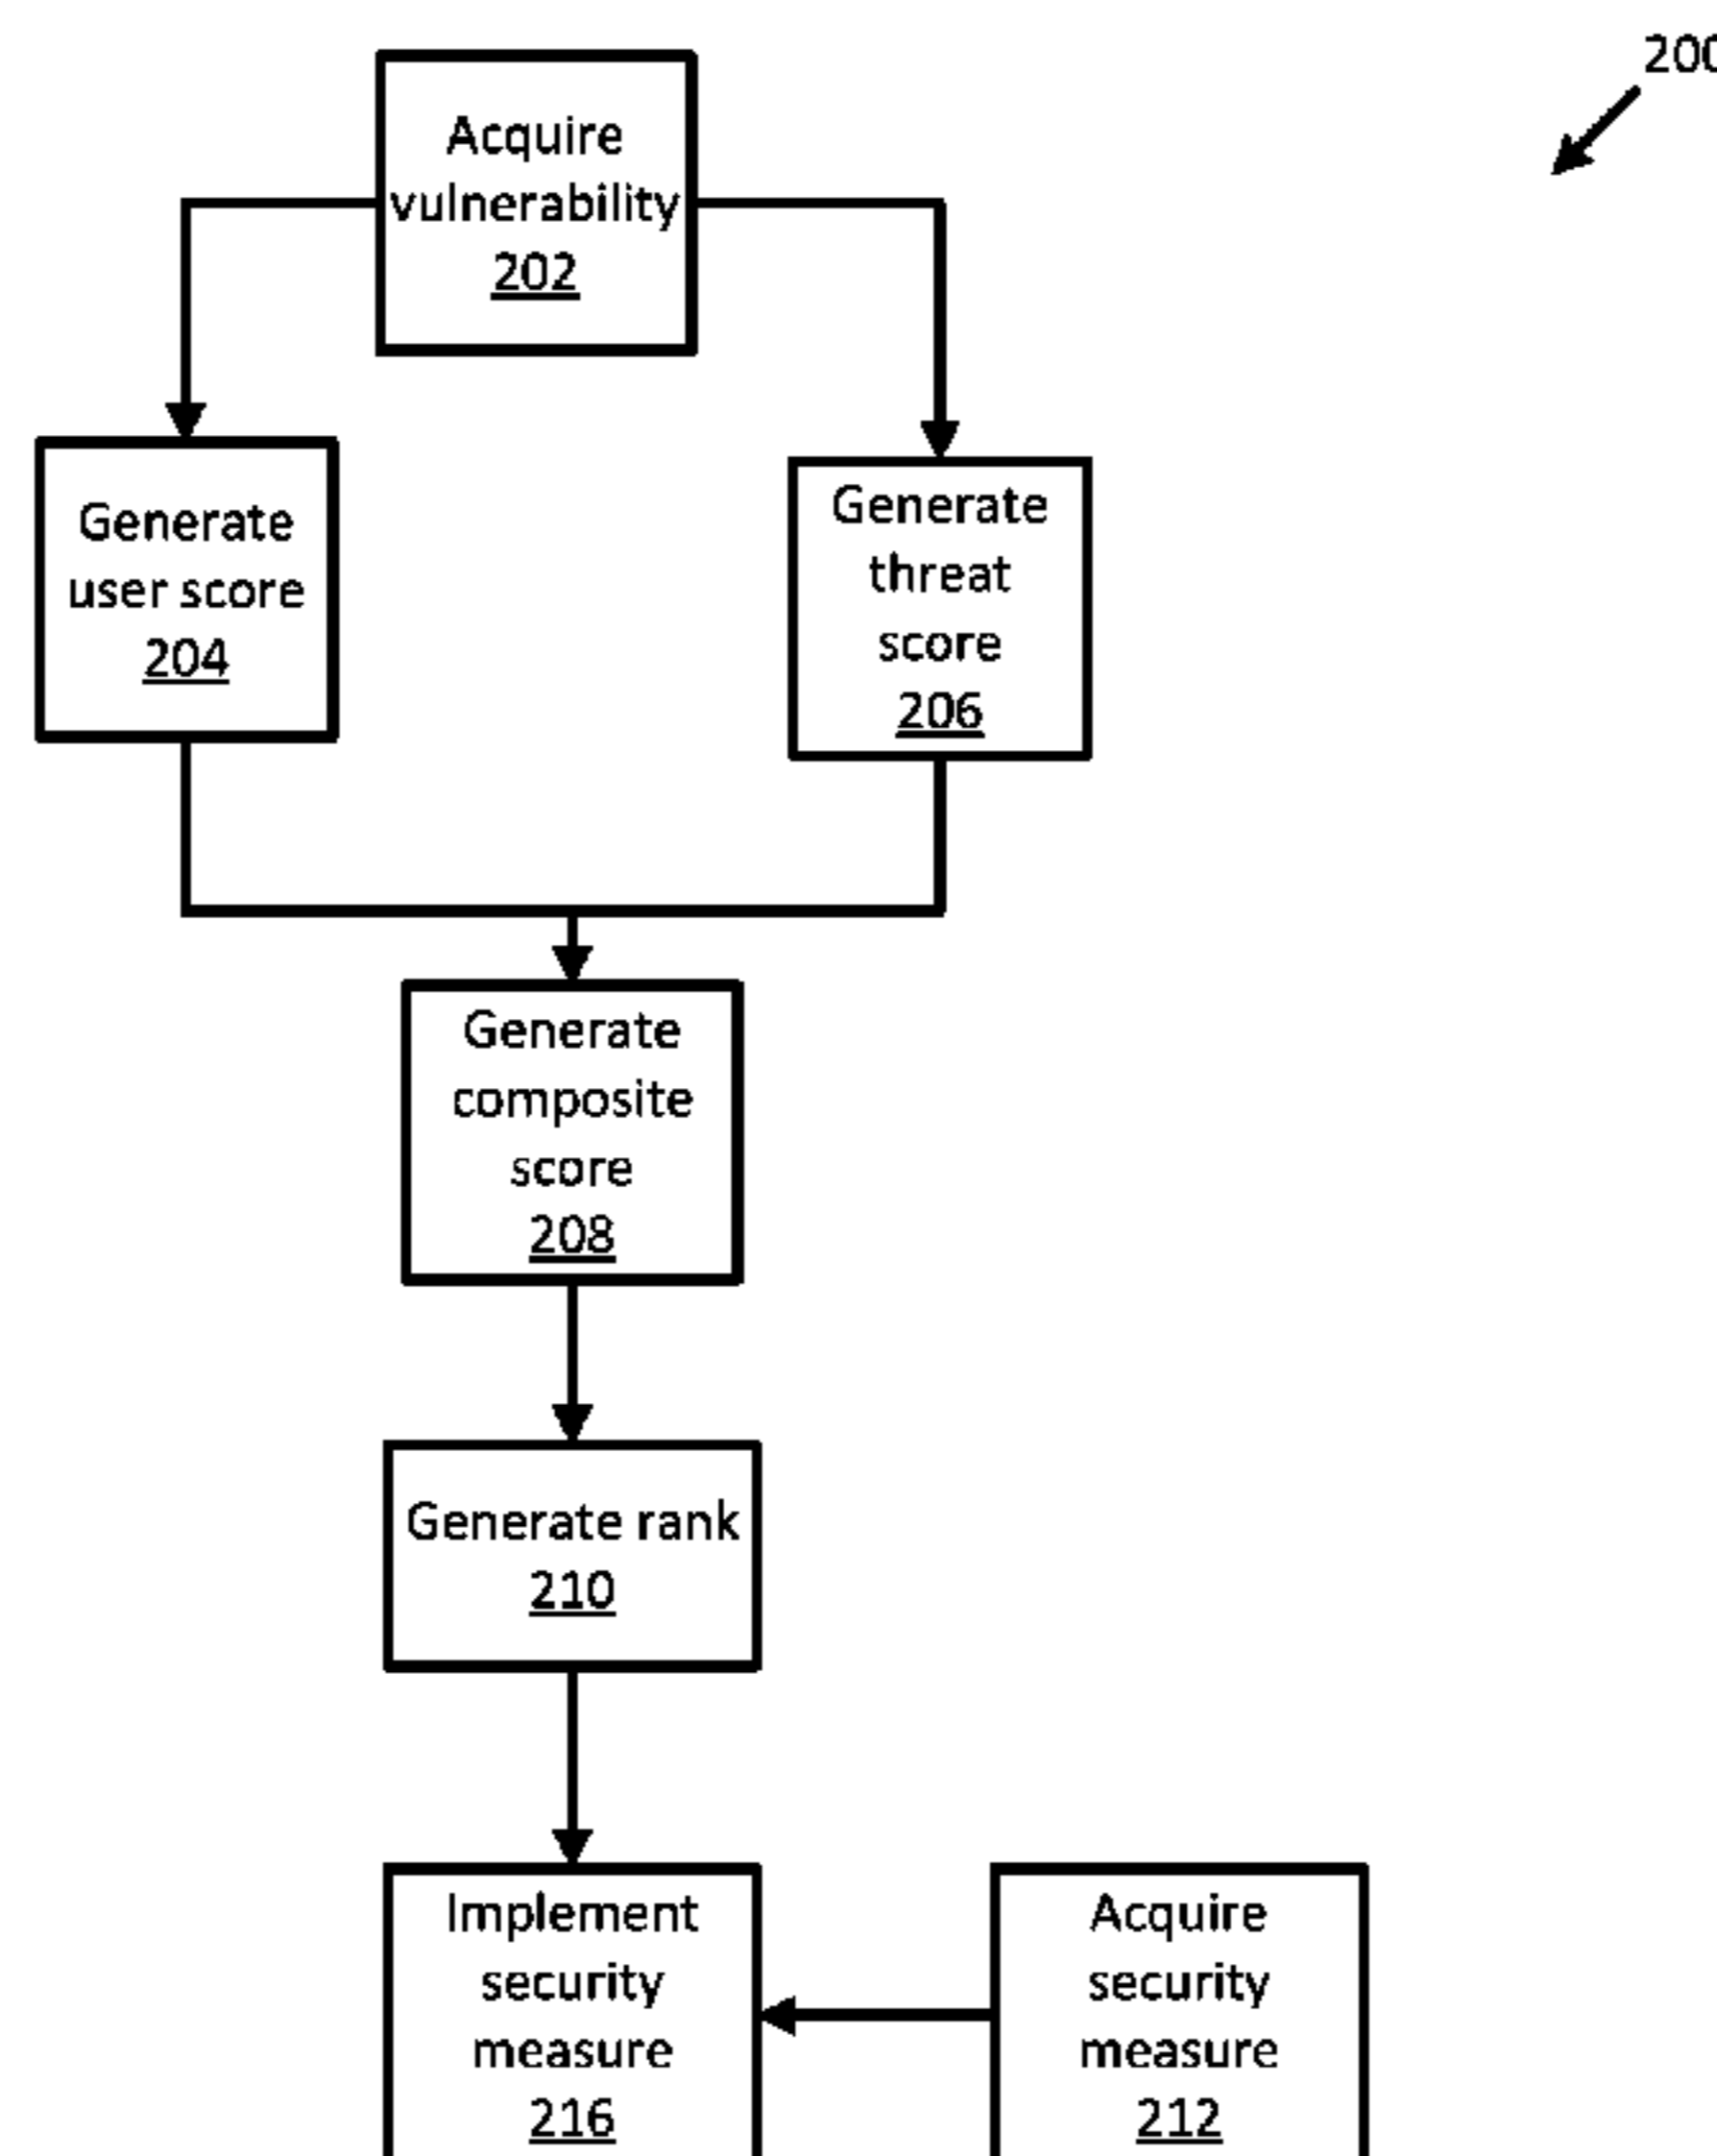 200
Acquire
vulnerability
202
Generate
user score
204
Generate
threat
score
206
Generate
composite
score
208
Generate rank
210
Implement
security
measure
216
Acquire
security
measure
212